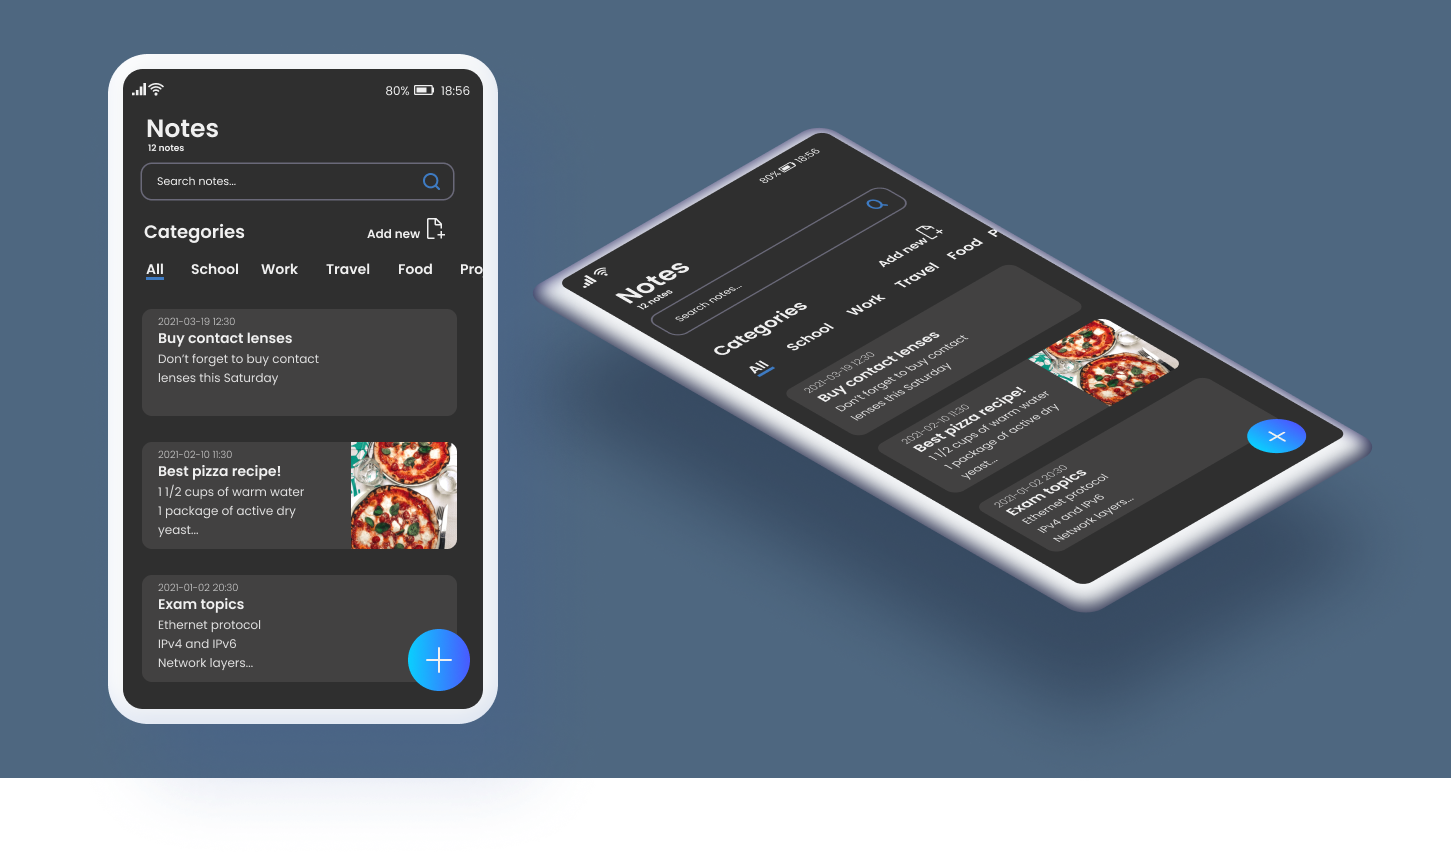 80% 18:56
Notes
12 notes
Search notes...
Categories
Add new
All School Work Travel Food Pro
2021-03-19 12:30
Buy contact lenses
Don't forget to buy contact
lenses this Saturday
2021-02-10 11:30
Best pizza recipe!
1 1/2 cups of warm water
1 package of active dry
yeast...
2021-01-02 20:30
Exam topics
Ethernet protocol
IPv4 and IPv6
Network layers...
80% 18:56
Notes
12 notes
Search notes...
Categories
Add new
All School Work Travel Food P
2021-03-19 12:30
Buy contact lenses
Don't forget to buy contact
lenses this Saturday
2021-02-10 11:30
Best pizza recipe!
1 1/2 cups of warm water
1 package of active dry
yeast...
2021-01-02 20:30
Exam topics
Ethernet protocol
IPv4 and IPv6
Network layers...